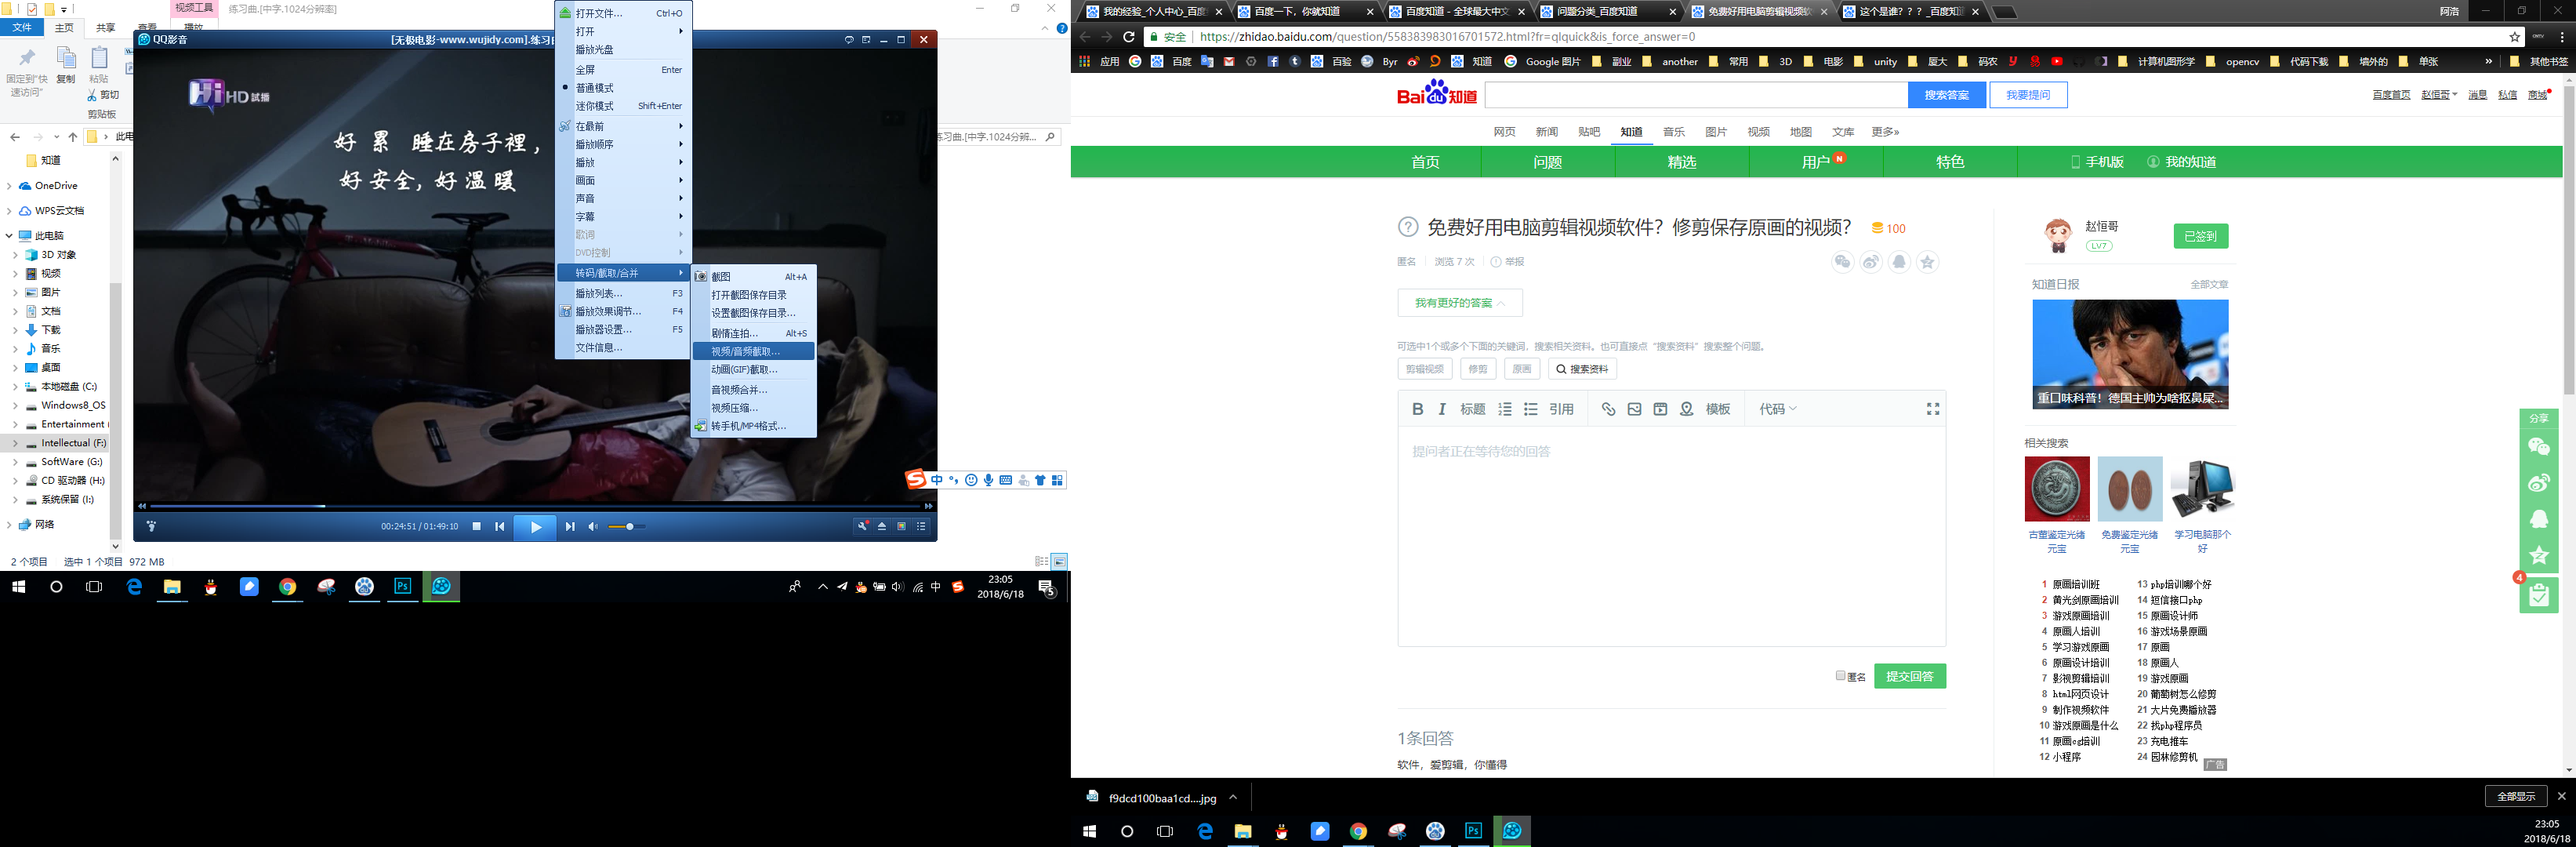 视频工具
练习曲.[中字.1024分辨率]
文件
主页
共享
查看
播放
固定到"快
速访问"
复制
粘贴
剪切
剪贴板
此电
练习曲.[中字.1024分辨率...
知道
OneDrive
WPS云文档
此电脑
3D 对象
视频
图片
文档
下载
音乐
桌面
本地磁盘 (C:)
Windows8_OS
Entertainment
Intellectual (F:)
SoftWare (G:)
CD 驱动器 (H:)
系统保留 (I:)
网络
2 个项目
选中 1 个项目 972 MB
QQ影音
[无极电影-www.wujidy.com].练习
Hi HD 試播
好 累 睡在房子裡，
好安全，好溫暖
打开文件... Ctrl+O
打开
播放光盘
全屏 Enter
普通模式
迷你模式 Shift+Enter
在最前
播放顺序
播放
画面
声音
字幕
歌词
DVD控制
转码/截取/合并
播放列表... F3
播放效果调节... F4
播放器设置... F5
文件信息...
截图 Alt+A
打开截图保存目录
设置截图保存目录...
剧情连拍... Alt+S
视频/音频截取...
动画(GIF)截取...
音视频合并...
视频压缩...
转手机/MP4格式...
中
00:24:51 / 01:49:10
Ps
中
23:05
2018/6/18
5
我的经验_个人中心_百度
百度一下，你就知道
百度知道 - 全球最大中文
问题分类_百度知道
免费好用电脑剪辑视频软
这个是谁？？？_百度知道
阿浩
安全
https://zhidao.baidu.com/question/558383983016701572.html?fr=qlquick&is_force_answer=0
应用
百度
百验
Byr
知道
Google 图片
副业
another
常用
3D
电影
unity
厦大
码农
计算机图形学
opencv
代码下载
墙外的
单张
»
其他书签
Bai du 知道
搜索答案
我要提问
百度首页
赵恒哥
消息
私信
商城
网页
新闻
贴吧
知道
音乐
图片
视频
地图
文库
更多»
首页
问题
精选
用户 N
特色
手机版
我的知道
免费好用电脑剪辑视频软件？修剪保存原画的视频？ 100
匿名
浏览 7 次
举报
我有更好的答案
可选中1个或多个下面的关键词，搜索相关资料。也可直接点"搜索资料"搜索整个问题。
剪辑视频
修剪
原画
搜索资料
B I 标题
引用
模板
代码
提问者正在等待您的回答
匿名
提交回答
1条回答
软件，爱剪辑，你懂得
赵恒哥
LV7
已签到
知道日报
全部文章
重口味科普！德国主帅为啥抠鼻屎...
相关搜索
古董鉴定光绪
元宝
免费鉴定光绪
元宝
学习电脑那个
好
1 原画培训班
2 黄光剑原画培训
3 游戏原画培训
4 原画人培训
5 学习游戏原画
6 原画设计培训
7 影视剪辑培训
8 html网页设计
9 制作视频软件
10 游戏原画是什么
11 原画cg培训
12 小程序
13 php培训哪个好
14 短信接口php
15 原画设计师
16 游戏场景原画
17 原画
18 原画人
19 游戏原画
20 葡萄树怎么修剪
21 大片免费播放器
22 找php程序员
23 充电推车
24 园林修剪机
广告
分享
4
f9dcd100baa1cd....jpg
全部显示
Ps
23:05
2018/6/18